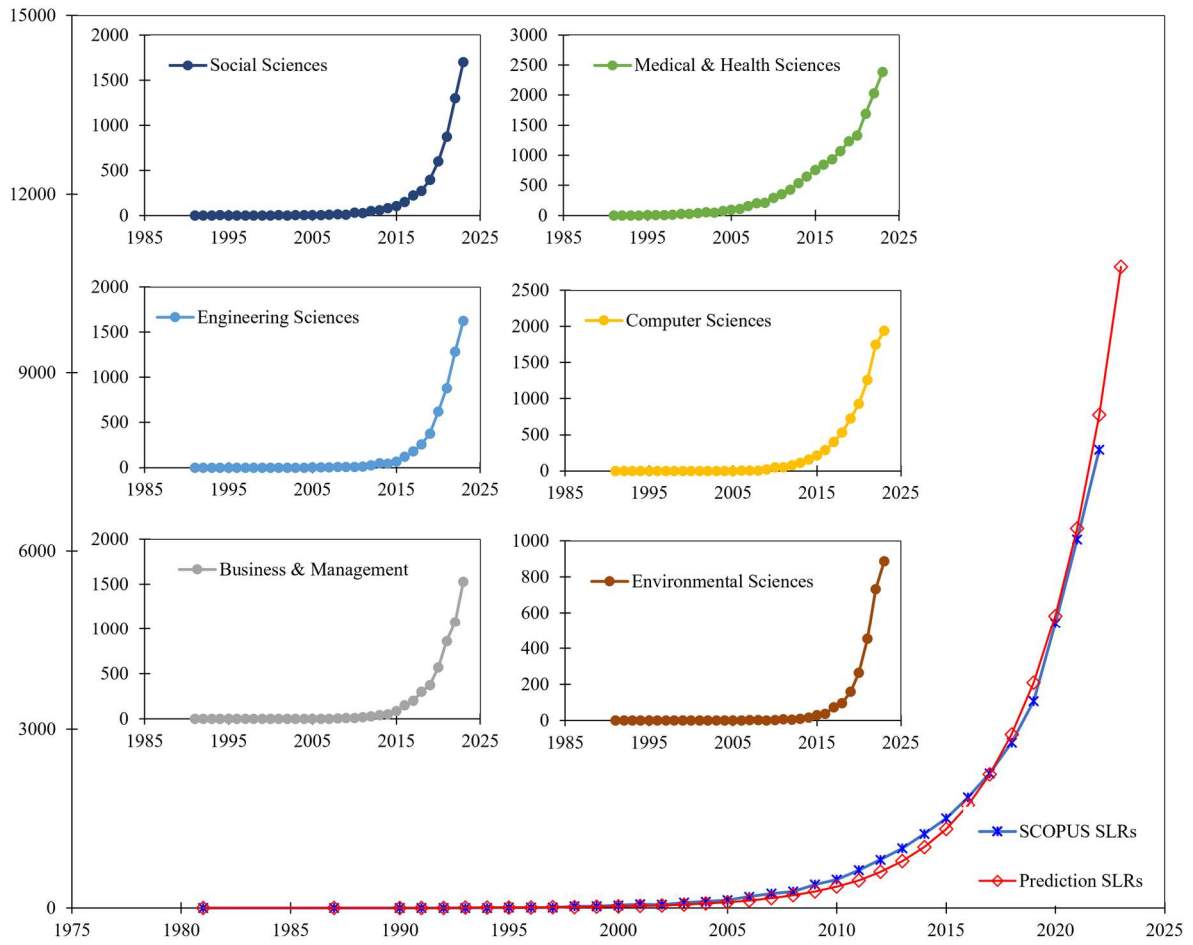 15000
12000
9000
6000
3000
0
1975 1980 1985 1990 1995 2000 2005 2010 2015 2020 2025
Social Sciences
2000
1500
1000
500
0
1985 1995 2005 2015 2025
Medical & Health Sciences
3000
2500
2000
1500
1000
500
0
1985 1995 2005 2015 2025
Engineering Sciences
2000
1500
1000
500
0
1985 1995 2005 2015 2025
Computer Sciences
2500
2000
1500
1000
500
0
1985 1995 2005 2015 2025
Business & Management
2000
1500
1000
500
0
1985 1995 2005 2015 2025
Environmental Sciences
1000
800
600
400
200
0
1985 1995 2005 2015 2025
SCOPUS SLRs
Prediction SLRs